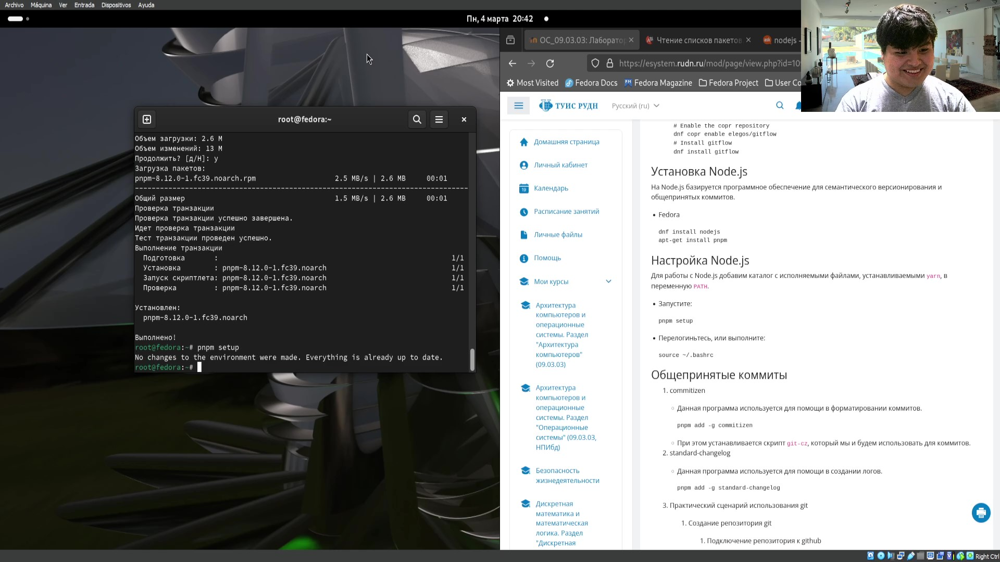 Archivo Máquina Ver Entrada Dispositivos Ayuda
Пн, 4 марта 20:42
root@fedora:~
Объем загрузки: 2.6 M
Объем изменений: 13 M
Продолжить? [д/Н]: y
Загрузка пакетов:
pnpm-8.12.0-1.fc39.noarch.rpm 2.5 MB/s | 2.6 MB 00:01
--------------------------------------------------------------------------------
Общий размер 1.5 MB/s | 2.6 MB 00:01
Проверка транзакции
Проверка транзакции успешно завершена.
Идет проверка транзакции
Тест транзакции проведен успешно.
Выполнение транзакции
Подготовка : 1/1
Установка : pnpm-8.12.0-1.fc39.noarch 1/1
Запуск скриптлета: pnpm-8.12.0-1.fc39.noarch 1/1
Проверка : pnpm-8.12.0-1.fc39.noarch 1/1
Установлен:
pnpm-8.12.0-1.fc39.noarch
Выполнено!
root@fedora:~# pnpm setup
No changes to the environment were made. Everything is already up to date.
root@fedora:~#
ОС_09.03.03: Лаборатор
Чтение списков пакетов
ask nodejs -
https://esystem.rudn.ru/mod/page/view.php?id=10
Most Visited Fedora Docs Fedora Magazine Fedora Project User Co
ТУИС РУДН Русский (ru)
Домашняя страница
Личный кабинет
19 Календарь
Расписание занятий
Личные файлы
Помощь
Мои курсы
Архитектура
компьютеров и
операционные
системы. Раздел
"Архитектура
компьютеров"
(09.03.03)
Архитектура
компьютеров и
операционные
системы. Раздел
"Операционные
системы" (09.03.03,
НПИбд)
Безопасность
жизнедеятельности
Дискретная
математика и
математическая
логика. Раздел
"Дискретная
# Enable the copr repository
dnf copr enable elegos/gitflow
# Install gitflow
dnf install gitflow
Установка Node.js
На Node.js базируется программное обеспечение для семантического версионирования и
общепринятых коммитов.
• Fedora
dnf install nodejs
apt-get install pnpm
Настройка Node.js
Для работы с Node.js добавим каталог с исполняемыми файлами, устанавливаемыми yarn, в
переменную PATH.
• Запустите:
pnpm setup
• Перелогиньтесь, или выполните:
source ~/.bashrc
Общепринятые коммиты
1. commitizen
◦ Данная программа используется для помощи в форматировании коммитов.
pnpm add -g commitizen
◦ При этом устанавливается скрипт git-cz, который мы и будем использовать для коммитов.
2. standard-changelog
◦ Данная программа используется для помощи в создании логов.
pnpm add -g standard-changelog
3. Практический сценарий использования git
1. Создание репозитория git
1. Подключение репозитория к github
Right Ctrl